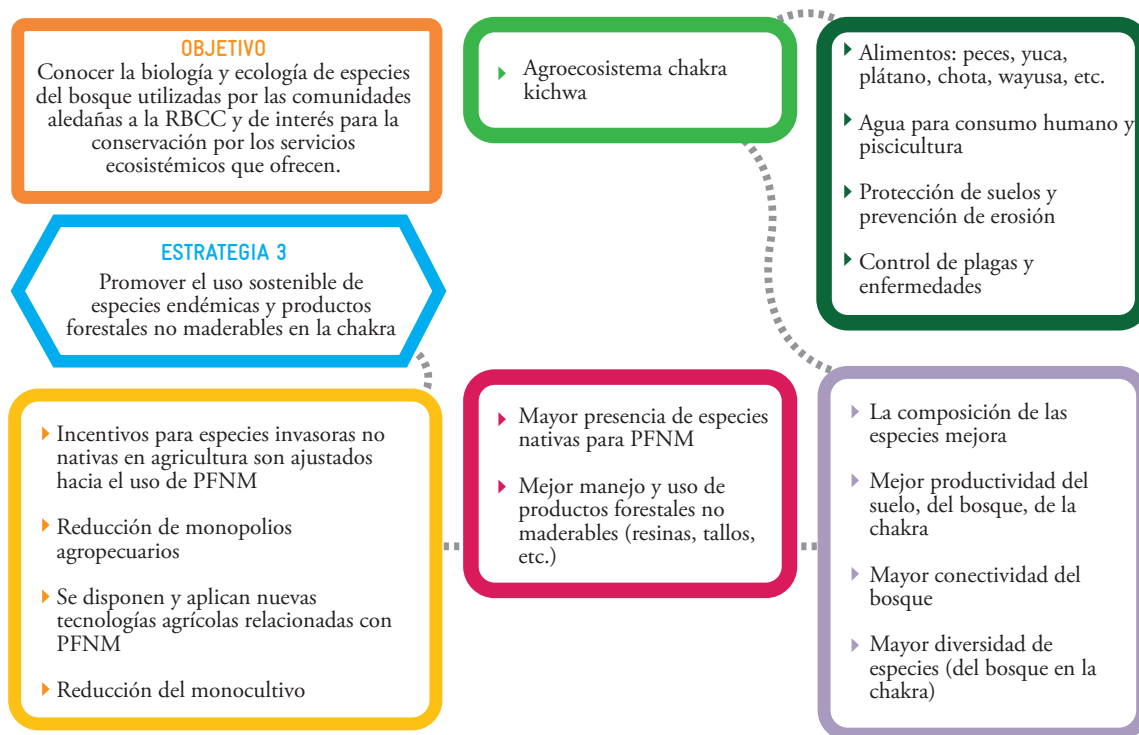 OBJETIVO
Conocer la biología y ecología de especies
del bosque utilizadas por las comunidades
aledañas a la RBCC y de interés para la
conservación por los servicios
ecosistémicos que ofrecen.
ESTRATEGIA 3
Promover el uso sostenible de
especies endémicas y productos
forestales no maderables en la chakra
Incentivos para especies invasoras no
nativas en agricultura son ajustados
hacia el uso de PFNM
Reducción de monopolios
agropecuarios
Se disponen y aplican nuevas
tecnologías agrícolas relacionadas con
PFNM
Reducción del monocultivo
Agroecosistema chakra
kichwa
Mayor presencia de especies
nativas para PFNM
Mejor manejo y uso de
productos forestales no
maderables (resinas, tallos,
etc.)
Alimentos: peces, yuca,
plátano, chota, wayusa, etc.
Agua para consumo humano y
piscicultura
Protección de suelos y
prevención de erosión
Control de plagas y
enfermedades
La composición de las
especies mejora
Mejor productividad del
suelo, del bosque, de la
chakra
Mayor conectividad del
bosque
Mayor diversidad de
especies (del bosque en la
chakra)